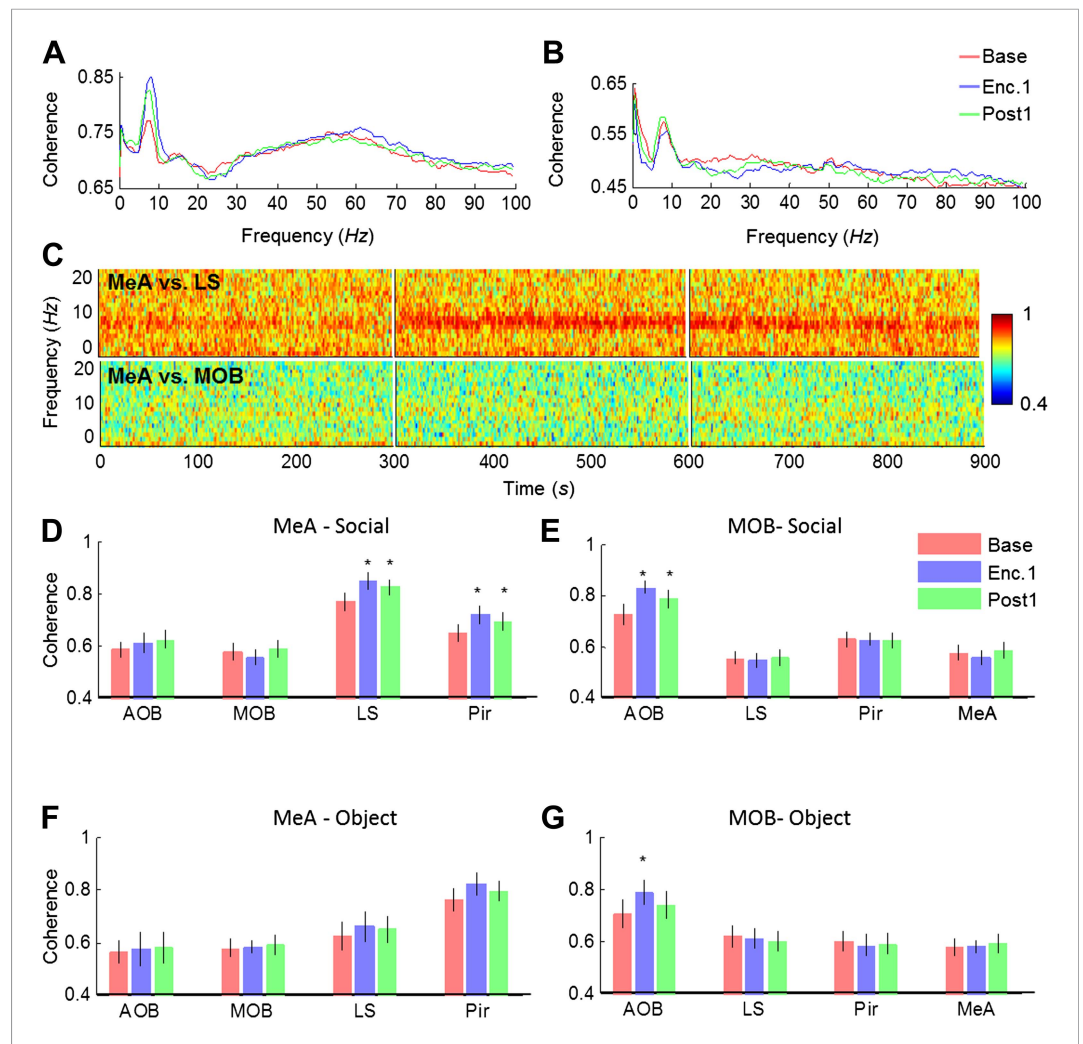 A
Coherence
0.85
0.75
0.65
0 10 20 30 40 50 60 70 80 90 100
Frequency (Hz)
B
Coherence
0.65
0.55
0.45
0 10 20 30 40 50 60 70 80 90 100
Frequency (Hz)
Base
Enc.1
Post1
C
Frequency (Hz)
MeA vs. LS
20
10
0
MeA vs. MOB
20
10
0
0 100 200 300 400 500 600 700 800 900
Time (s)
1
0.4
D
MeA - Social
Coherence
1
0.8
0.6
0.4
* * * *
AOB MOB LS Pir
E
MOB- Social
1
0.8
0.6
0.4
* *
AOB LS Pir MeA
Base
Enc.1
Post1
F
MeA - Object
Coherence
1
0.8
0.6
0.4
AOB MOB LS Pir
G
MOB- Object
1
0.8
0.6
0.4
*
AOB LS Pir MeA